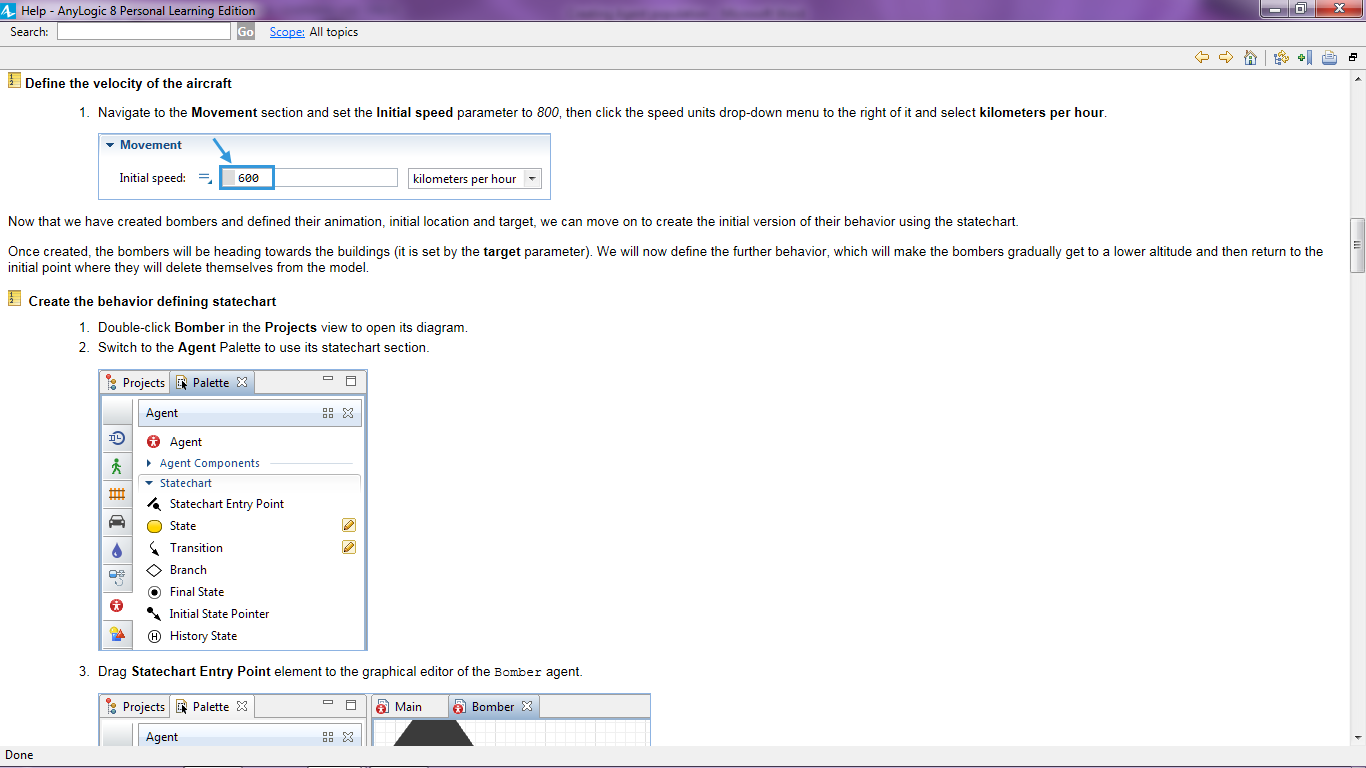 Help - AnyLogic 8 Personal Learning Edition
Search: Go Scope: All topics
Define the velocity of the aircraft
1. Navigate to the Movement section and set the Initial speed parameter to 800, then click the speed units drop-down menu to the right of it and select kilometers per hour.
Movement
Initial speed: 600 kilometers per hour
Now that we have created bombers and defined their animation, initial location and target, we can move on to create the initial version of their behavior using the statechart.
Once created, the bombers will be heading towards the buildings (it is set by the target parameter). We will now define the further behavior, which will make the bombers gradually get to a lower altitude and then return to the
initial point where they will delete themselves from the model.
Create the behavior defining statechart
1. Double-click Bomber in the Projects view to open its diagram.
2. Switch to the Agent Palette to use its statechart section.
Projects Palette
Agent
Agent
Agent Components
Statechart
Statechart Entry Point
State
Transition
Branch
Final State
Initial State Pointer
H History State
3. Drag Statechart Entry Point element to the graphical editor of the Bomber agent.
Projects Palette Main Bomber
Agent
Done